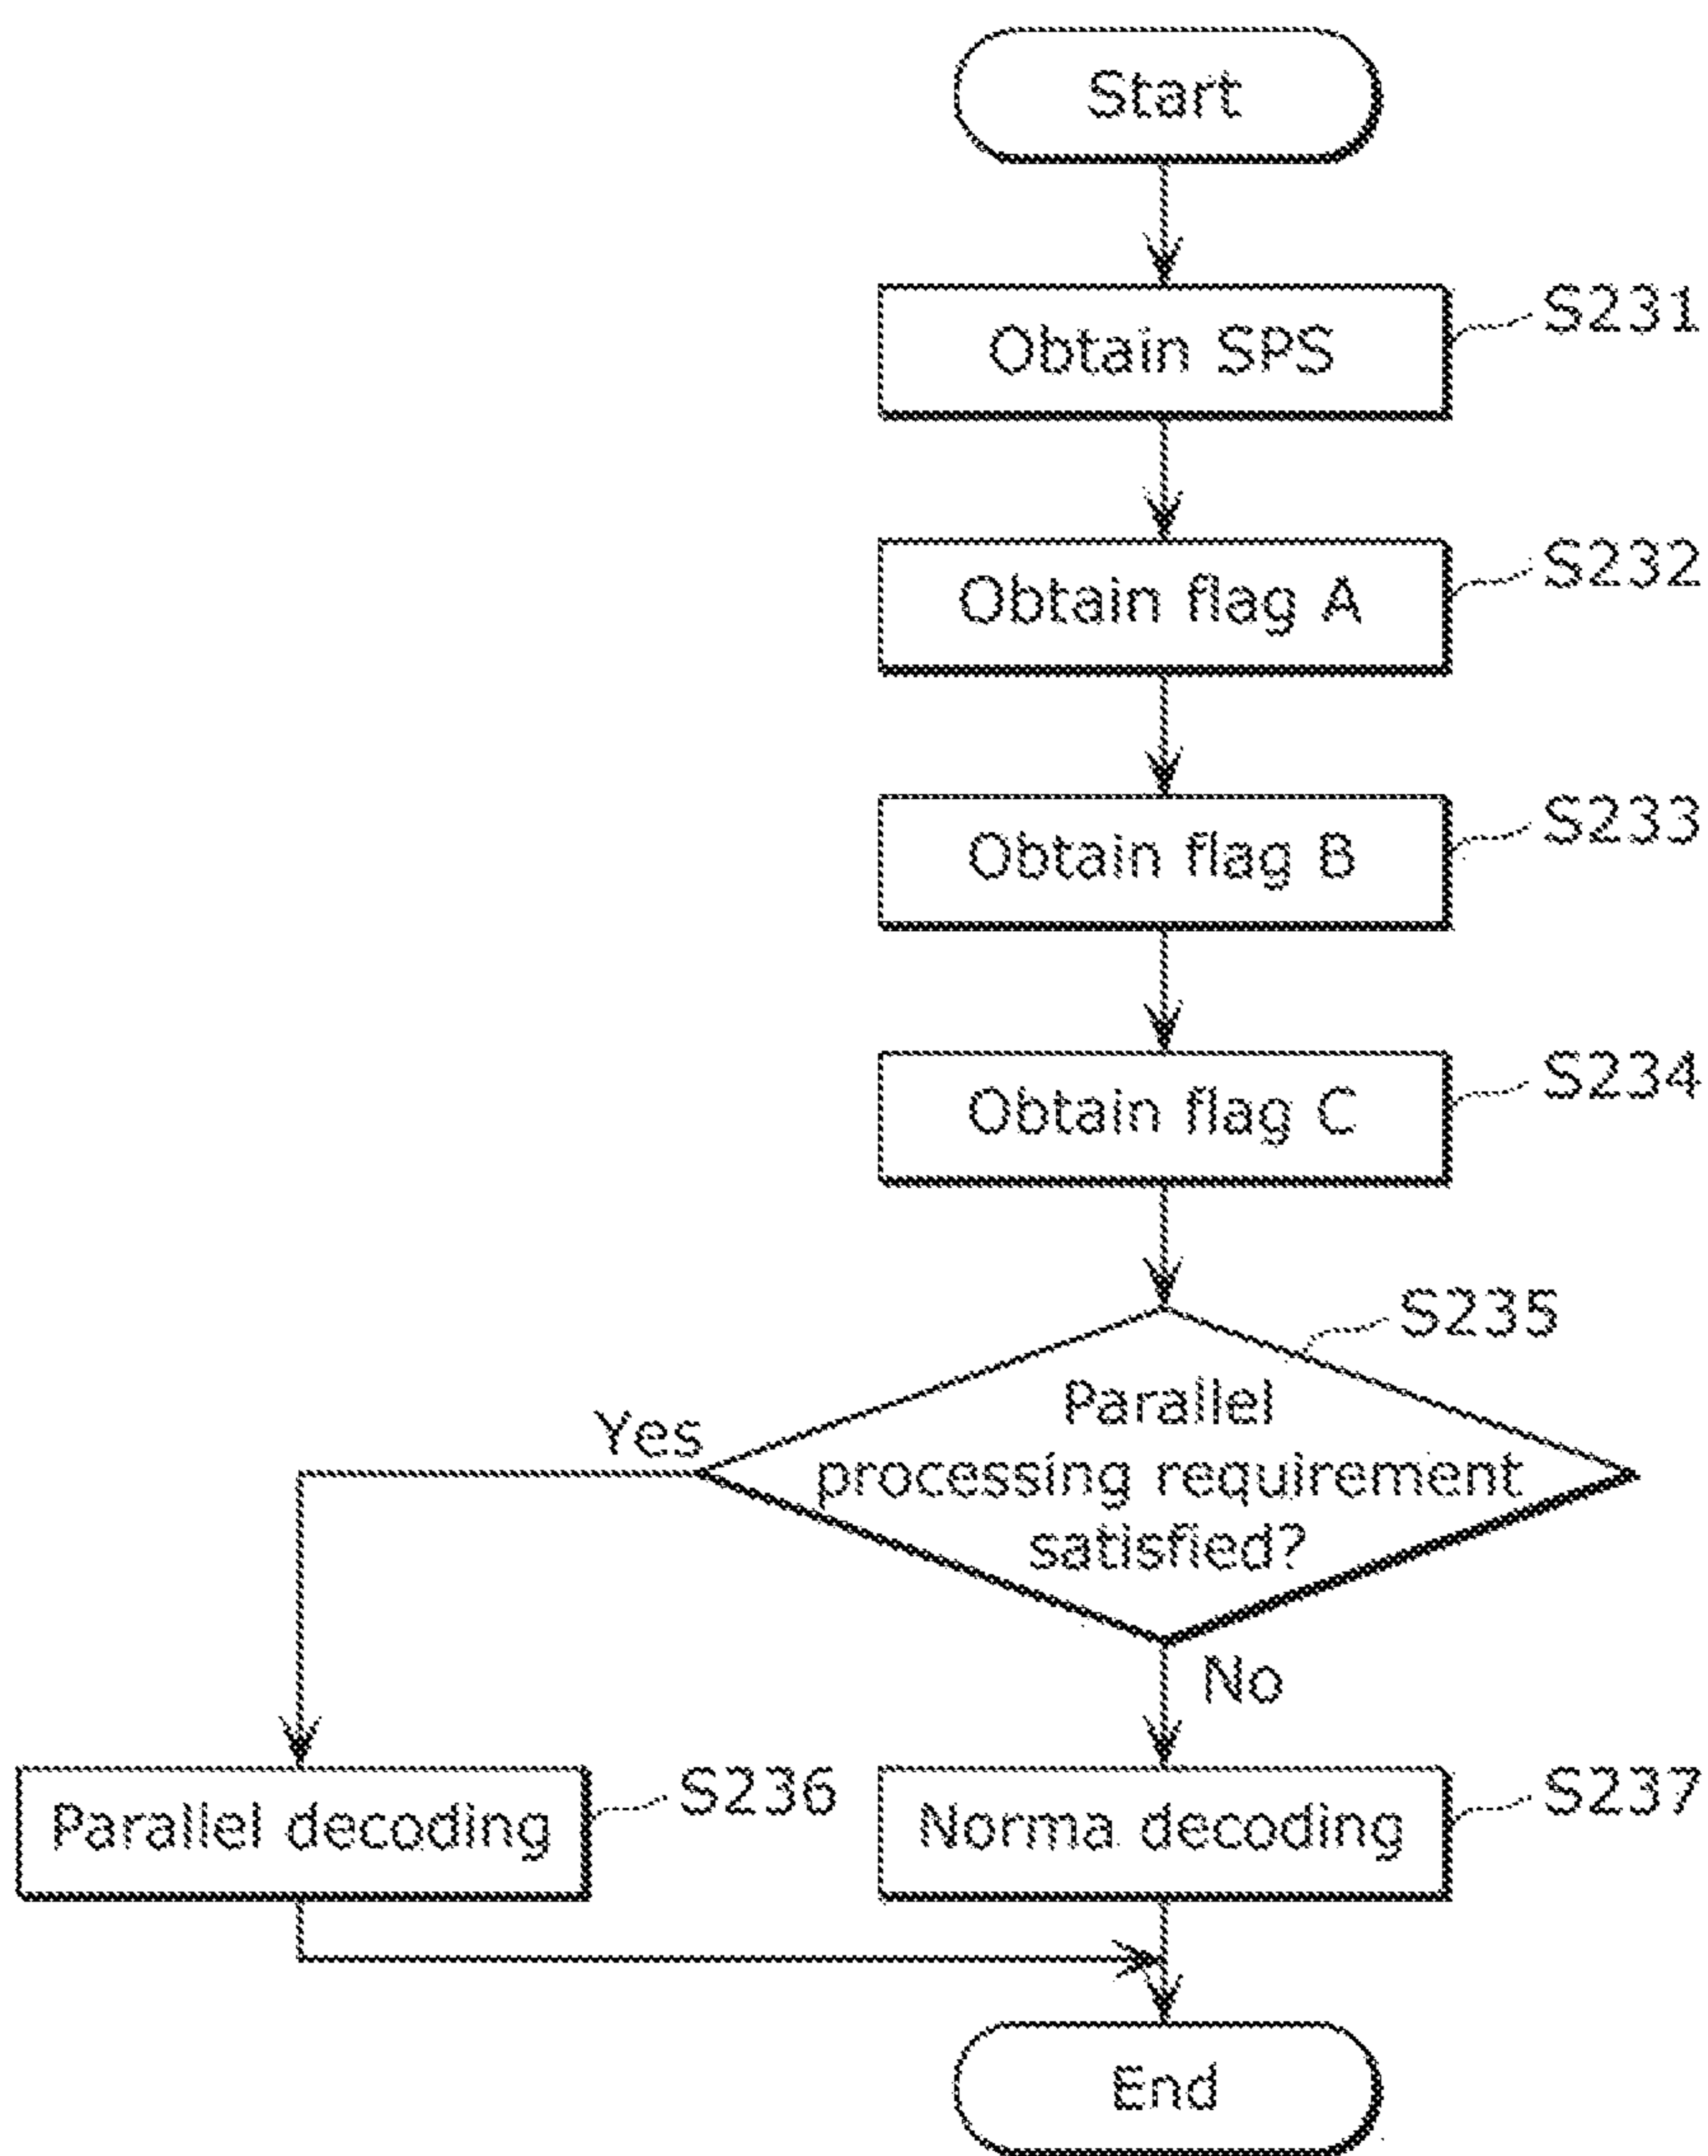 Start
Obtain SPS
S231
Obtain flag A
S232
Obtain flag B
S233
Obtain flag C
S234
S235
Parallel
processing requirement
satisfied?
Yes
No
Parallel decoding
S236
Norma decoding
S237
End